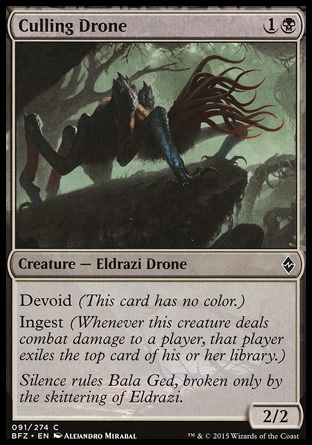 Culling Drone 1
Creature — Eldrazi Drone
Devoid (This card has no color.)
Ingest (Whenever this creature deals
combat damage to a player, that player
exiles the top card of his or her library.)
Silence rules Bala Ged, broken only by
the skittering of Eldrazi.
2/2
091/274 C
BFZ • EN Alejandro Mirabal
™ & © 2015 Wizards of the Coast